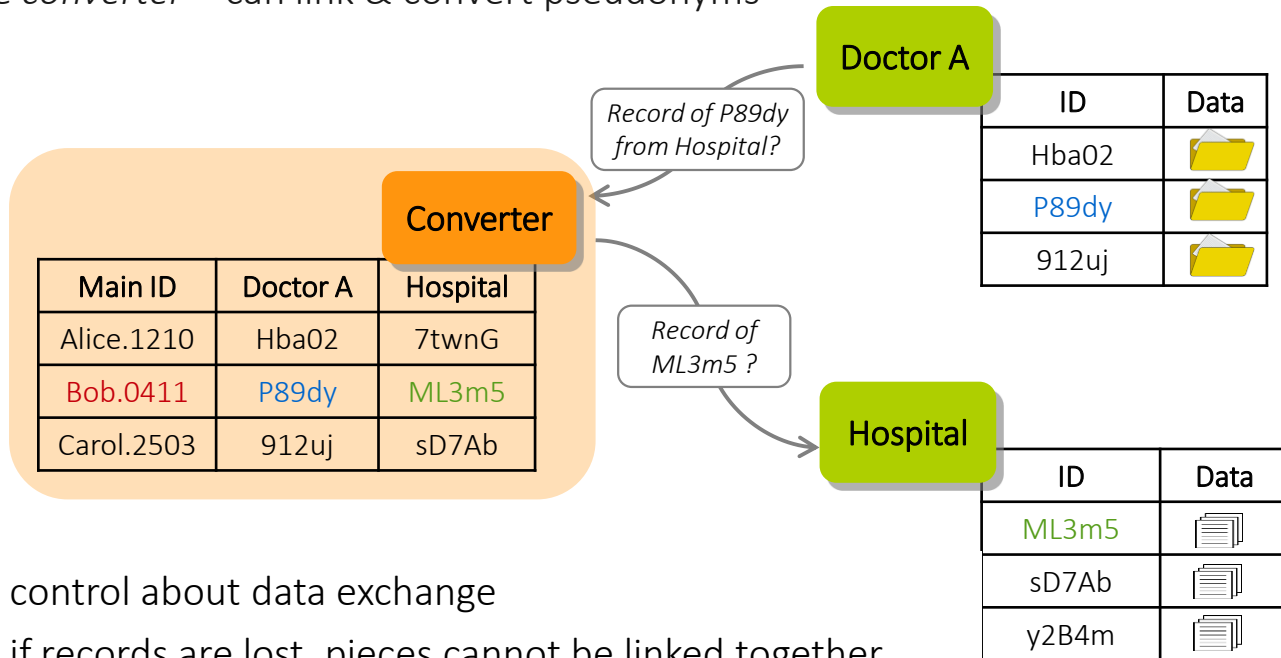 converter – can link & convert pseudonyms
Doctor A
Record of P89dy
from Hospital?
ID Data
Hba02
P89dy
912uj
Converter
Main ID Doctor A Hospital
Alice.1210 Hba02 7twnG
Bob.0411 P89dy ML3m5
Carol.2503 912uj sD7Ab
Record of
ML3m5 ?
Hospital
ID Data
ML3m5
sD7Ab
y2B4m
control about data exchange
if records are lost, pieces cannot be linked together